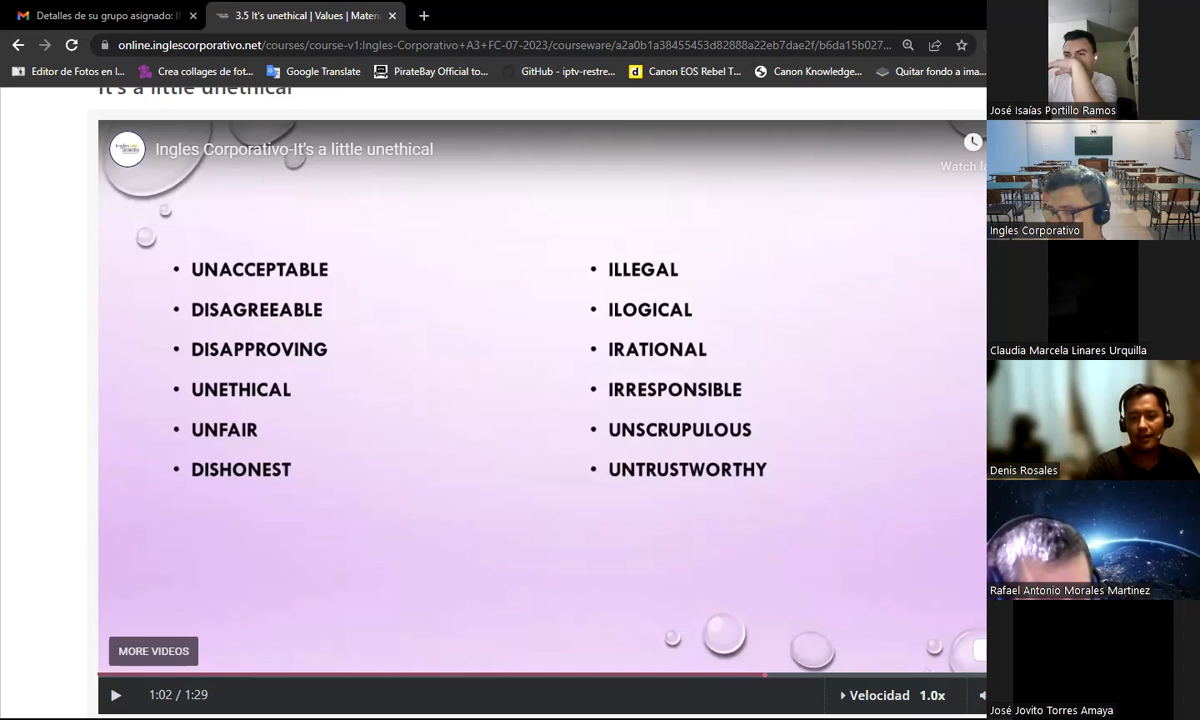 Detalles de su grupo asignado: I
3.5 It's unethical | Values | Mater
online.inglescorporativo.net/courses/course-v1:Ingles-Corporativo+A3+FC-07-2023/courseware/a2a0b1a38455453d82888a22eb7dae2f/b6da15b027...
Editor de Fotos en l...
Crea collages de fot...
Google Translate
PirateBay Official to...
GitHub - iptv-restre...
Canon EOS Rebel T...
Canon Knowledge...
Quitar fondo a ima...
It's a little unethical
Ingles Corporativo-It's a little unethical
Watch la
UNACCEPTABLE
DISAGREEABLE
DISAPPROVING
UNETHICAL
UNFAIR
DISHONEST
ILLEGAL
ILOGICAL
IRATIONAL
IRRESPONSIBLE
UNSCRUPULOUS
UNTRUSTWORTHY
MORE VIDEOS
1:02 / 1:29
Velocidad 1.0x
José Isaías Portillo Ramos
Ingles Corporativo
Claudia Marcela Linares Urquilla
Denis Rosales
Rafael Antonio Morales Martinez
José Jovito Torres Amaya